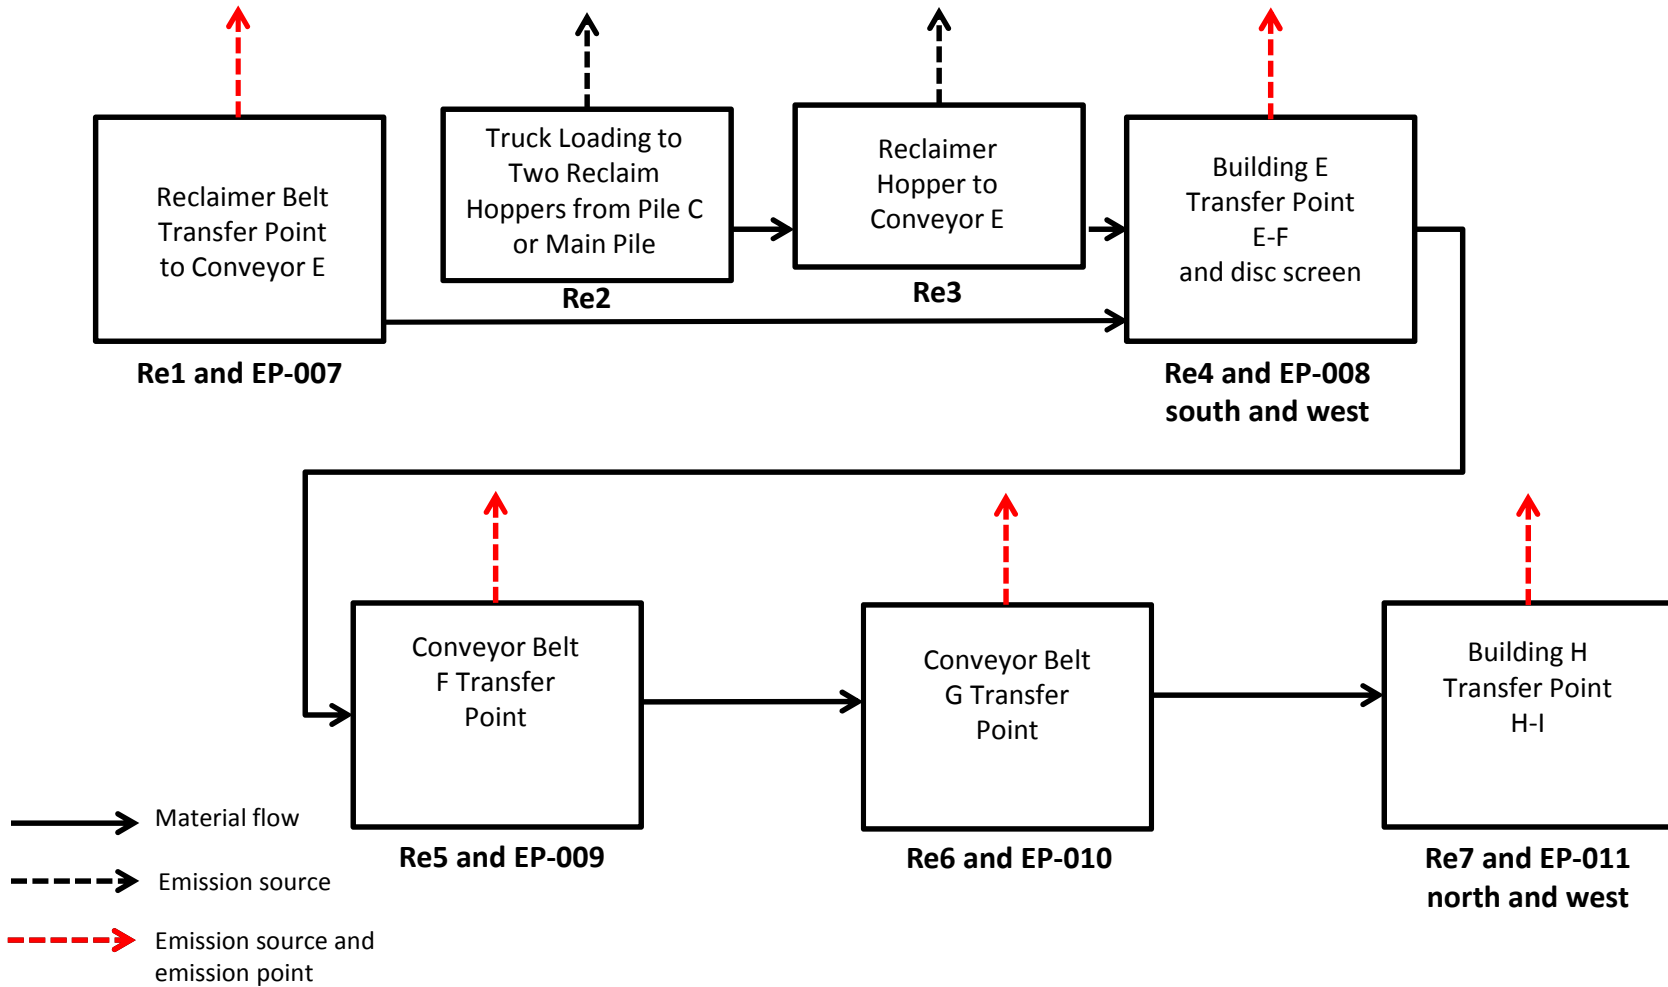 Reclaimer Belt
Transfer Point
to Conveyor E
Re1 and EP-007
Truck Loading to
Two Reclaim
Hoppers from Pile C
or Main Pile
Re2
Reclaimer
Hopper to
Conveyor E
Re3
Building E
Transfer Point
E-F
and disc screen
Re4 and EP-008
south and west
Conveyor Belt
F Transfer
Point
Re5 and EP-009
Conveyor Belt
G Transfer
Point
Re6 and EP-010
Building H
Transfer Point
H-I
Re7 and EP-011
north and west
Material flow
Emission source
Emission source and
emission point